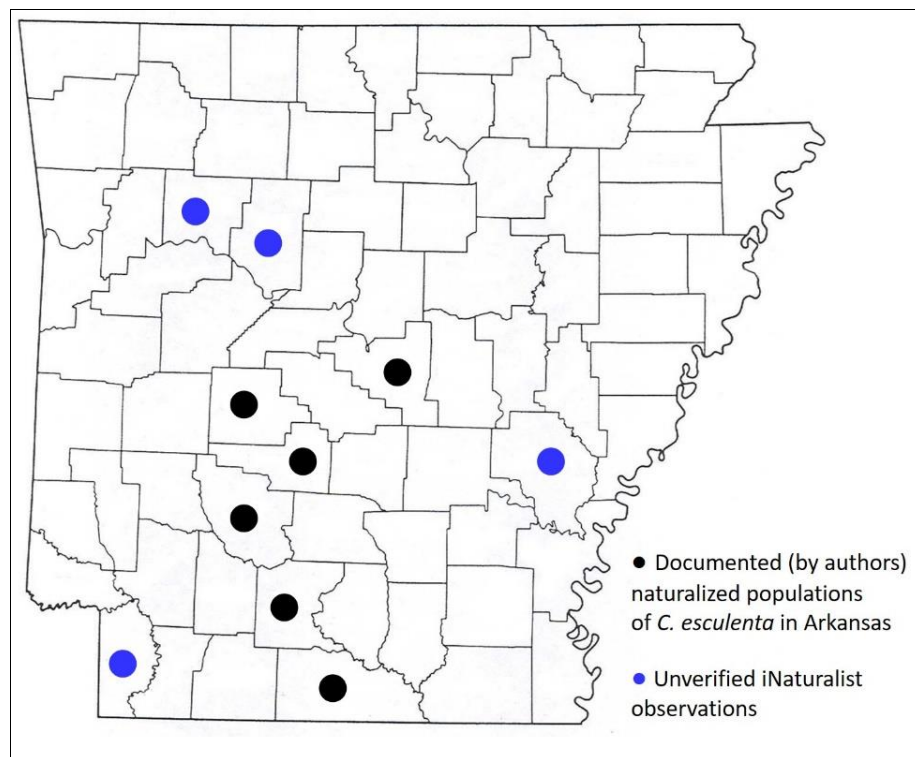 ● Documented (by authors)
naturalized populations
of C. esculenta in Arkansas
● Unverified iNaturalist
observations